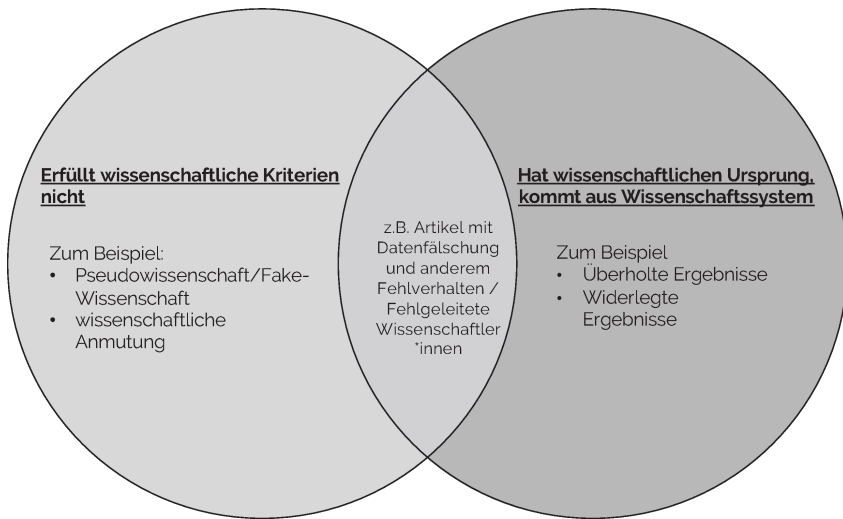 Erfüllt wissenschaftliche Kriterien
nicht
Zum Beispiel:
• Pseudowissenschaft/Fake-
Wissenschaft
• wissenschaftliche
Anmutung
z.B. Artikel mit
Datenfälschung
und anderem
Fehlverhalten /
Fehlgeleitete
Wissenschaftler
*innen
Hat wissenschaftlichen Ursprung,
kommt aus Wissenschaftssystem
Zum Beispiel
• Überholte Ergebnisse
• Widerlegte
Ergebnisse